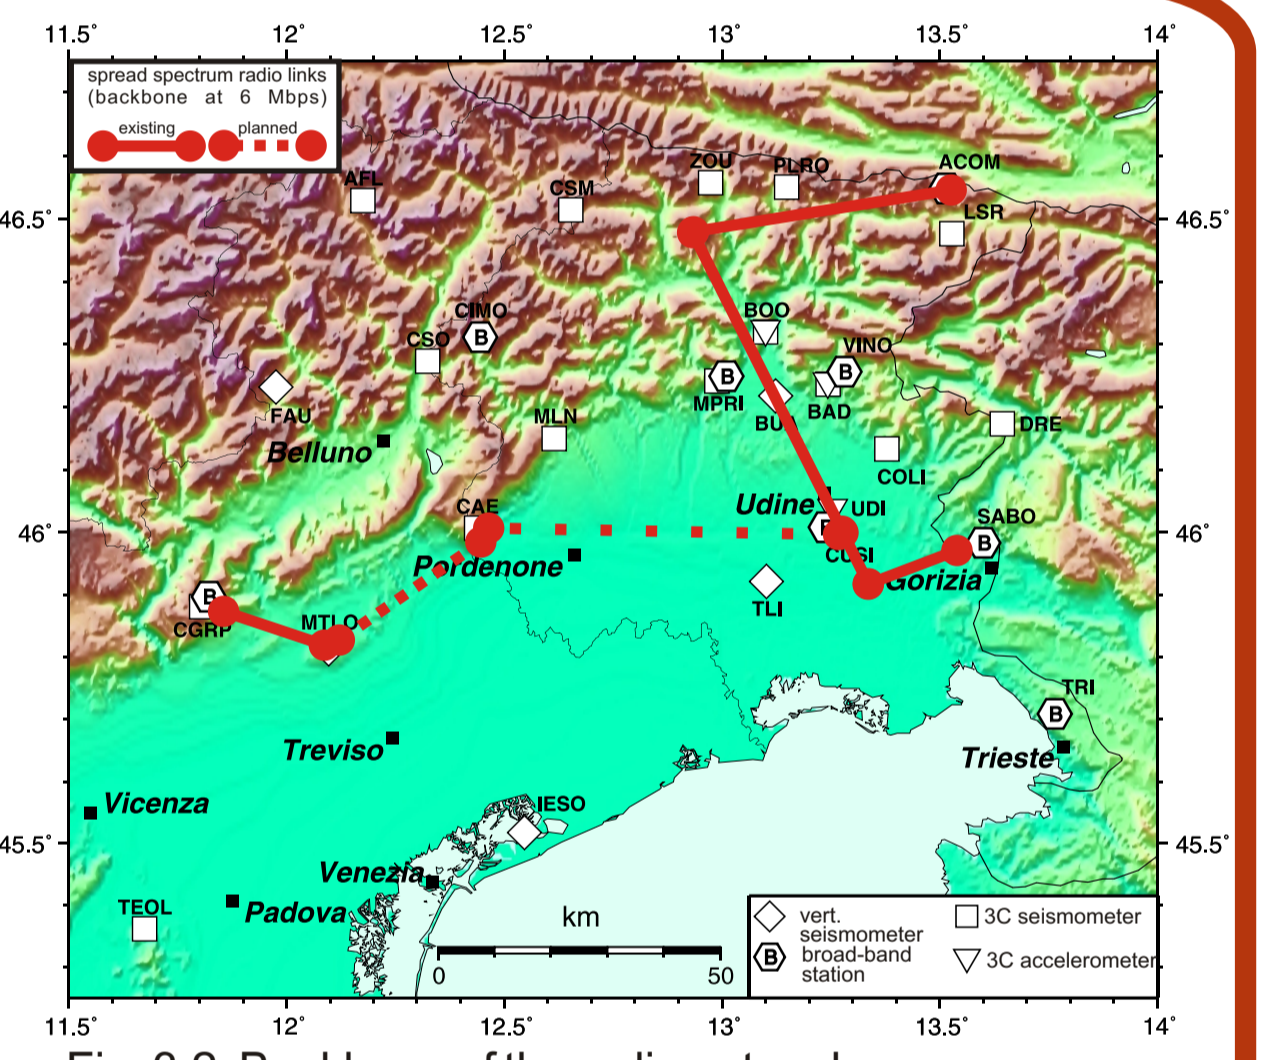 11.5° 12° 12.5° 13° 13.5° 14°
spread spectrum radio links
(backbone at 6 Mbps)
existing planned
ZOU PLRO ACOM
AFL CSM
46.5° 46.5°
LSR
CIMO BOO
B
CSO VINO
B B
MPRI BAD
FAU MLN
DRE
Belluno
COLI
CAE Udine UDI
SABO
46° 46°
B
CUSI
Pordenone Gorizia
B
TLI
MTLO
CGRP
TRI
B
Treviso Trieste
Vicenza
IESO
45.5° 45.5°
Venezia
TEOL Padova
km
0 50
vert.
seismometer
3C seismometer
B broad-band
station
3C accelerometer
11.5° 12° 12.5° 13° 13.5° 14°